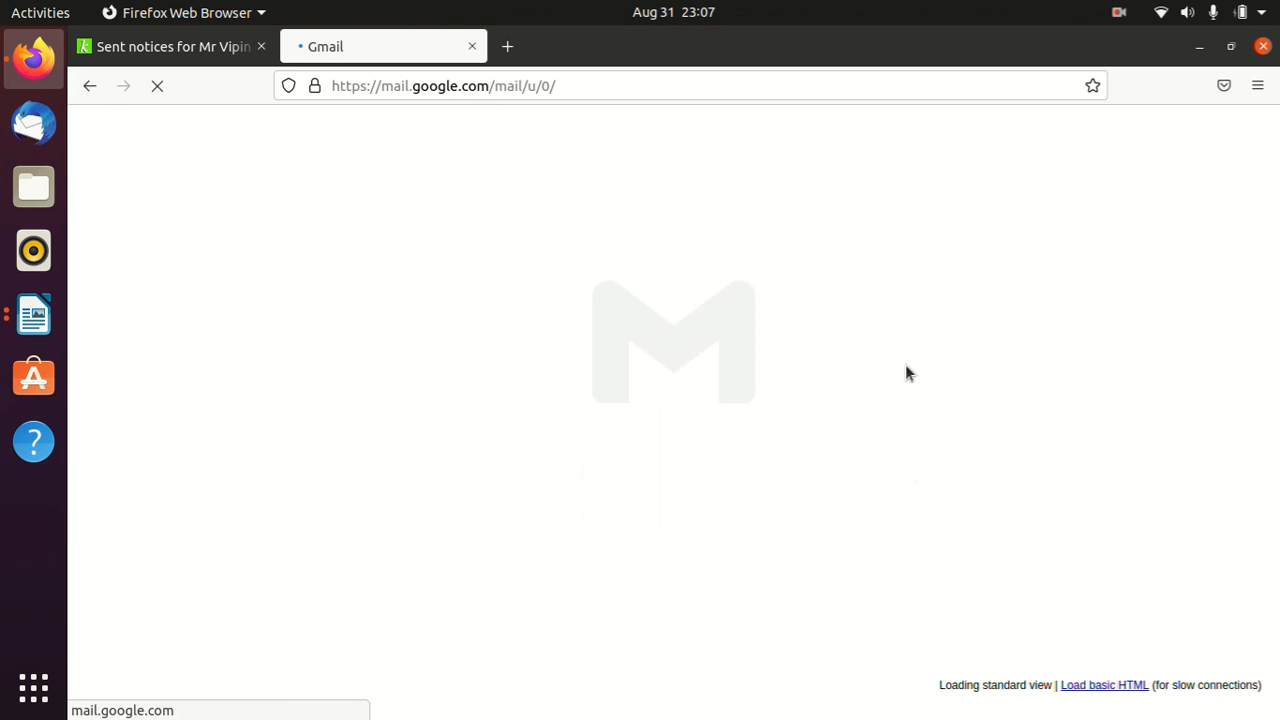 Activities
Firefox Web Browser
Aug 31 23:07
Sent notices for Mr Vipin
Gmail
https://mail.google.com/mail/u/0/
Loading standard view | Load basic HTML (for slow connections)
mail.google.com